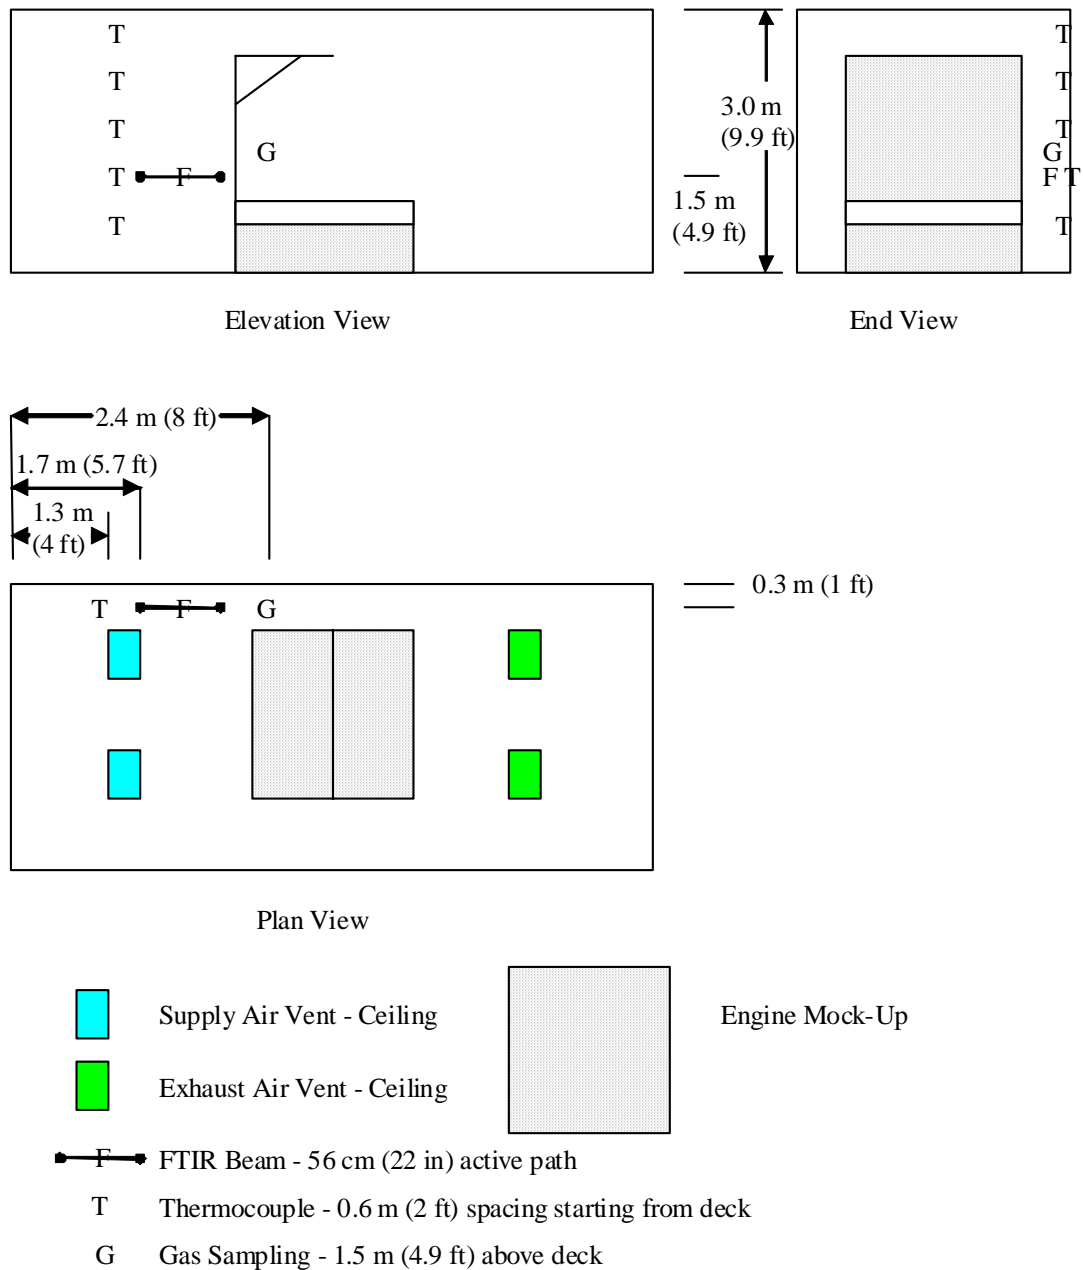 T
T
T
T
T
F
G
3.0 m
(9.9 ft)
1.5 m
(4.9 ft)
T
T
T
G
F T
T
Elevation View
End View
2.4 m (8 ft)
1.7 m (5.7 ft)
1.3 m
(4 ft)
0.3 m (1 ft)
T F G
Plan View
Supply Air Vent - Ceiling
Engine Mock-Up
Exhaust Air Vent - Ceiling
F FTIR Beam - 56 cm (22 in) active path
T Thermocouple - 0.6 m (2 ft) spacing starting from deck
G Gas Sampling - 1.5 m (4.9 ft) above deck